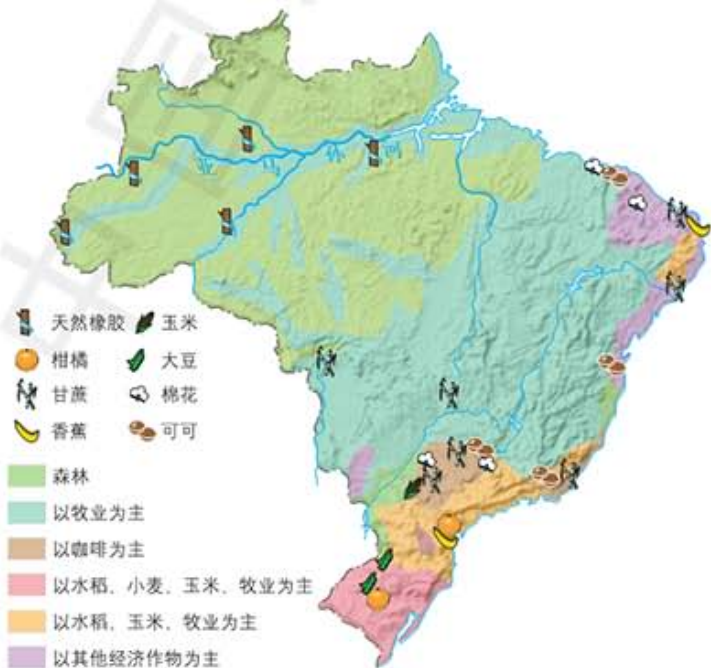 亚马孙河
天然橡胶 玉米
柑橘 大豆
甘蔗 棉花
香蕉 可可
森林
以牧业为主
以咖啡为主
以水稻、小麦、玉米、牧业为主
以水稻、玉米、牧业为主
以其他经济作物为主